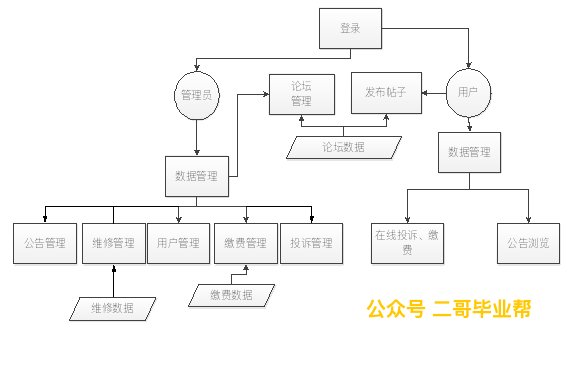 登录
管理员
论坛
管理
发布帖子
用户
论坛数据
数据管理
数据管理
公告管理
维修管理
用户管理
缴费管理
投诉管理
在线投诉、缴
费
公告浏览
维修数据
缴费数据
公众号 二哥毕业帮